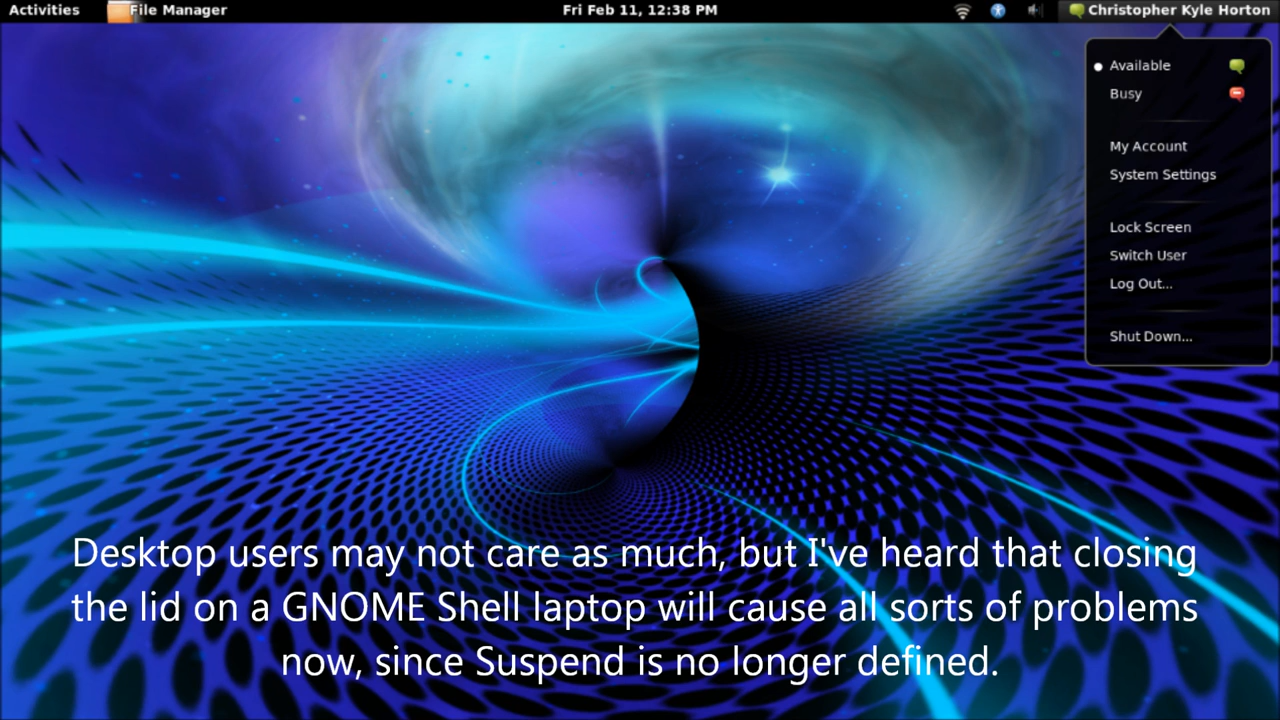 Activities File Manager Fri Feb 11, 12:38 PM Christopher Kyle Horton
Available
Busy
My Account
System Settings
Lock Screen
Switch User
Log Out...
Shut Down...
Desktop users may not care as much, but I've heard that closing
the lid on a GNOME Shell laptop will cause all sorts of problems
now, since Suspend is no longer defined.